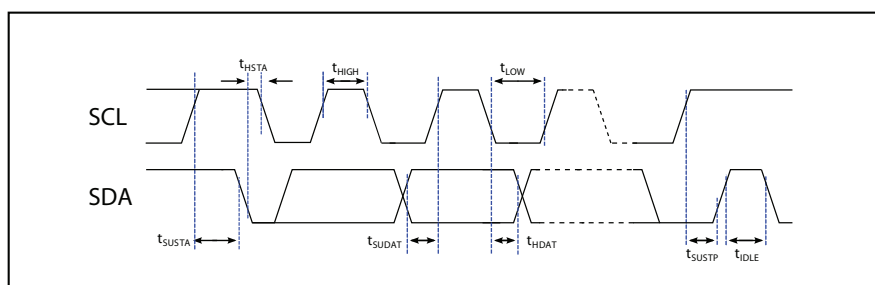 tHSTA
tHIGH
tLOW
SCL
SDA
tSUSTA
tSUDAT
tHDAT
tSUSTP
tIDLE